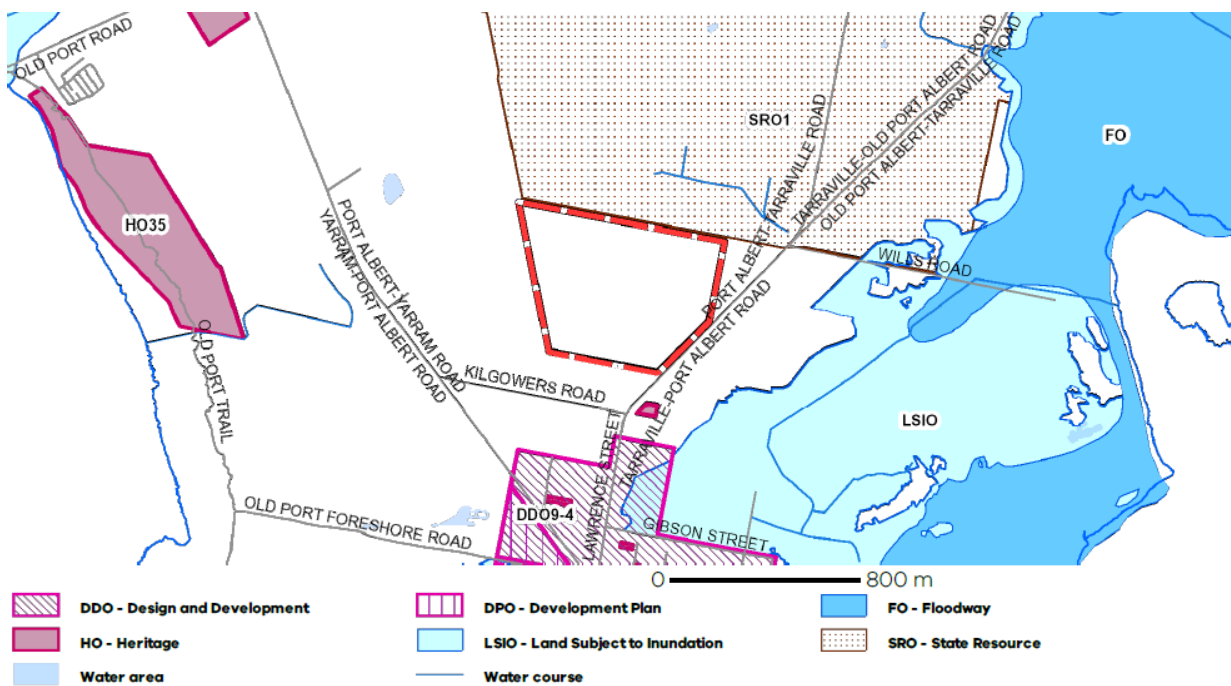 OLD PORT ROAD
SRO1
PORT ALBERT-TARRAVILLE ROAD
TARRAVILLE-OLD PORT ALBERT ROAD
OLD PORT ALBERT-TARRAVILLE ROAD
FO
HO35
PORT ALBERT-YARRAM ROAD
YARRAM-PORT ALBERT ROAD
WILLS ROAD
OLD PORT TRAIL
KILGOWERS ROAD
TARRAVILLE-PORT ALBERT ROAD
LAWRENCE STREET
LSIO
OLD PORT FORESHORE ROAD
DDO9-4
GIBSON STREET
0 800 m
DDO - Design and Development
DPO - Development Plan
FO - Floodway
HO - Heritage
LSIO - Land Subject to Inundation
SRO - State Resource
Water area
Water course